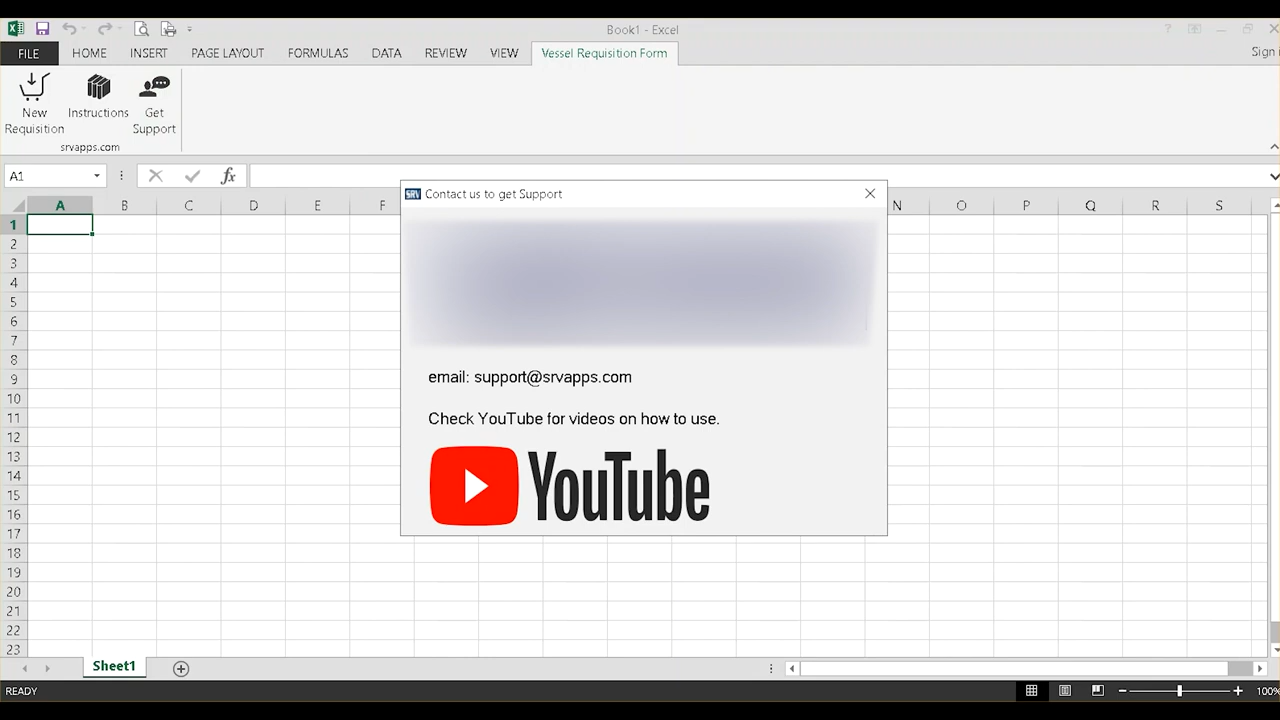 Book1 - Excel
?
FILE HOME INSERT PAGE LAYOUT FORMULAS DATA REVIEW VIEW Vessel Requisition Form Sign i
New Requisition
Instructions
Get Support
srvapps.com
A1 fx
A B C D E F N O P Q R S
SRV Contact us to get Support
1
2
3
4
5
6
7
8
9
10
11
12
13
14
15
16
17
18
19
20
21
22
23
email: support@srvapps.com
Check YouTube for videos on how to use.
YouTube
Sheet1
READY 100%